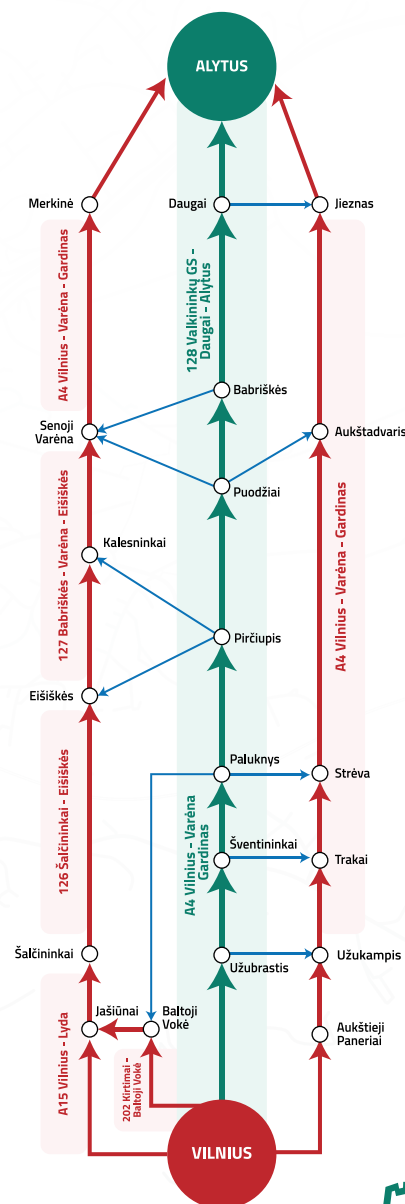 ALYTUS
Merkinė
Daugai
Jieznas
A4 Vilnius - Varėna - Gardinas
128 Valkininkų GS -
Daugai - Alytus
Babriškės
Senoji
Varėna
Aukštadvaris
Puodžiai
Kalesninkai
127 Babriškės - Varėna - Eišiškės
A4 Vilnius - Varėna - Gardinas
Pirčiupis
Eišiškės
Paluknys
Strėva
126 Šalčininkai - Eišiškės
A4 Vilnius - Varėna
Gardinas
Šventininkai
Trakai
Šalčininkai
Užubrastis
Užukampis
Jašiūnai
Baltoji
Vokė
Aukštieji
Paneriai
A15 Vilnius - Lyda
202 Kirtimai -
Baltoji Vokė
VILNIUS